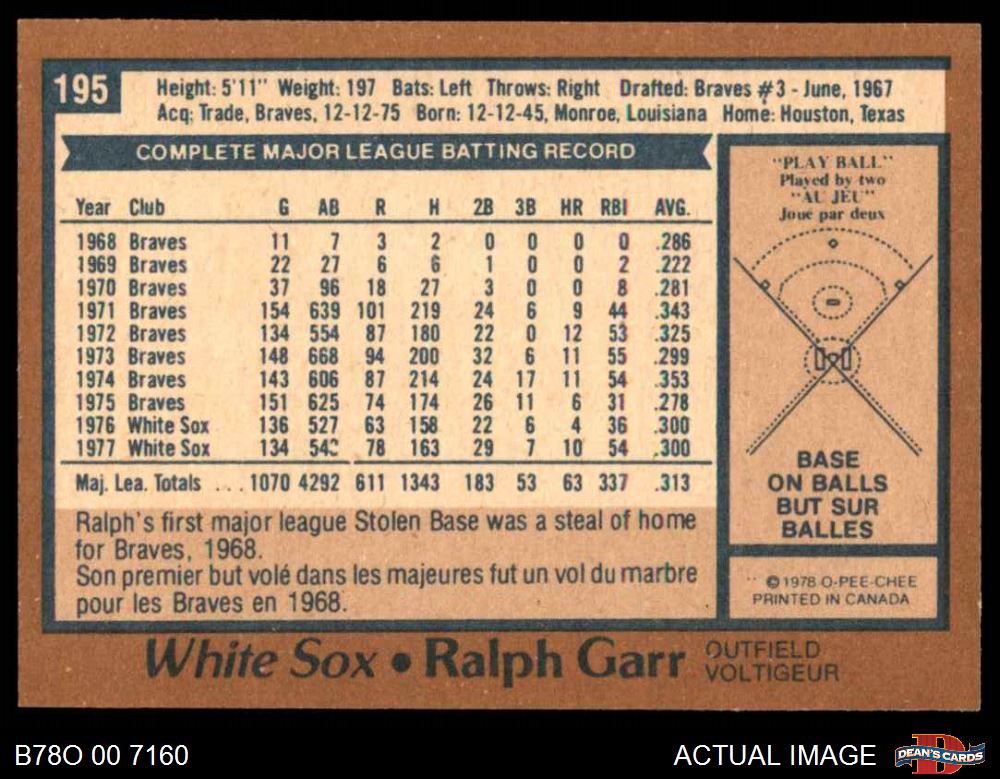 195
Height: 5'11" Weight: 197 Bats: Left Throws: Right Drafted: Braves #3 - June, 1967
Acq: Trade, Braves, 12-12-75 Born: 12-12-45, Monroe, Louisiana Home: Houston, Texas
COMPLETE MAJOR LEAGUE BATTING RECORD
Year Club G AB R H 2B 3B HR RBI AVG.
1968 Braves 11 7 3 2 0 0 0 0 .286
1969 Braves 22 27 6 6 1 0 0 2 .222
1970 Braves 37 96 18 27 3 0 0 8 .281
1971 Braves 154 639 101 219 24 6 9 44 .343
1972 Braves 134 554 87 180 22 0 12 53 .325
1973 Braves 148 668 94 200 32 6 11 55 .299
1974 Braves 143 606 87 214 24 17 11 54 .353
1975 Braves 151 625 74 174 26 11 6 31 .278
1976 White Sox 136 527 63 158 22 6 4 36 .300
1977 White Sox 134 543 78 163 29 7 10 54 .300
Maj. Lea. Totals ... 1070 4292 611 1343 183 53 63 337 .313
Ralph's first major league Stolen Base was a steal of home
for Braves, 1968.
Son premier but volé dans les majeures fut un vol du marbre
pour les Braves en 1968.
"PLAY BALL"
Played by two
"AU JEU"
Joué par deux
BASE
ON BALLS
BUT SUR
BALLES
© 1978 O-PEE-CHEE
PRINTED IN CANADA
White Sox • Ralph Garr OUTFIELD
VOLTIGEUR
B78O 00 7160
ACTUAL IMAGE
DEAN'S CARDS